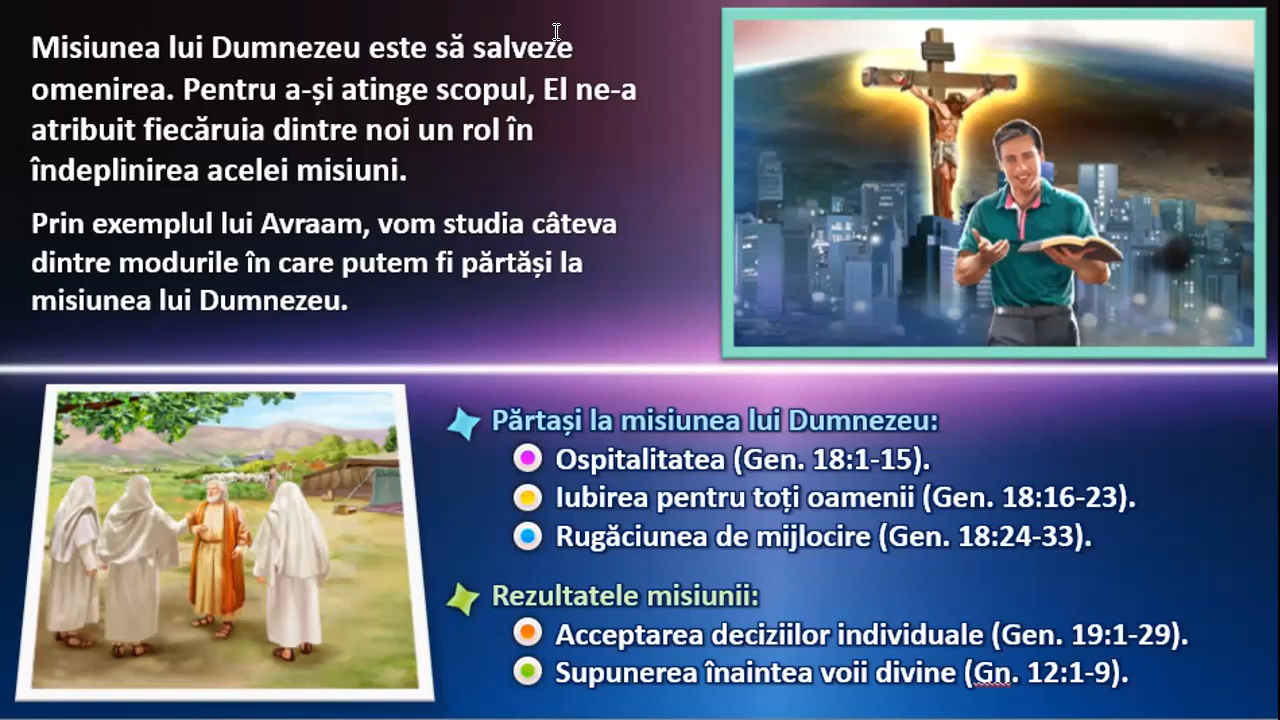 Misiunea lui Dumnezeu este să salveze
omenirea. Pentru a-și atinge scopul, El ne-a
atribuit fiecăruia dintre noi un rol în
îndeplinirea acelei misiuni.
Prin exemplul lui Avraam, vom studia câteva
dintre modurile în care putem fi părtăși la
misiunea lui Dumnezeu.
Părtași la misiunea lui Dumnezeu:
Ospitalitatea (Gen. 18:1-15).
Iubirea pentru toți oamenii (Gen. 18:16-23).
Rugăciunea de mijlocire (Gen. 18:24-33).
Rezultatele misiunii:
Acceptarea deciziilor individuale (Gen. 19:1-29).
Supunerea înaintea voii divine (Gn. 12:1-9).